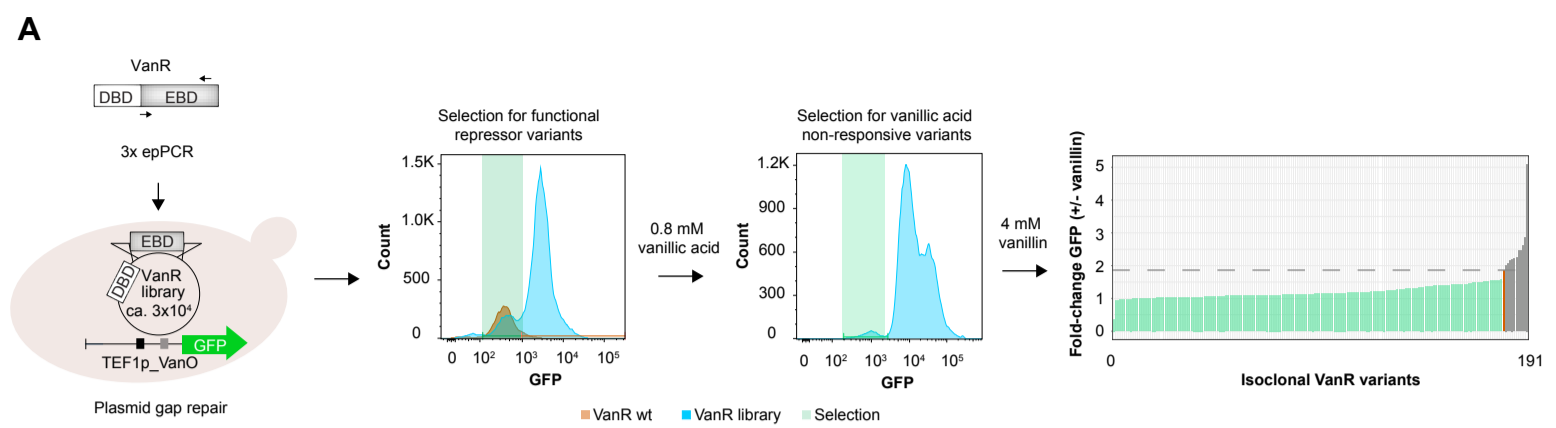 A
VanR
DBD
EBD
3x epPCR
EBD
DBD
VanR
library
ca. 3x10⁴
GFP
TEF1p_VanO
Plasmid gap repair
Selection for functional
repressor variants
1.5K
1.0K
500
0
Count
0 10² 10³ 10⁴ 10⁵
GFP
0.8 mM
vanillic acid
Selection for vanillic acid
non-responsive variants
1.2K
900
600
300
0
Count
0 10² 10³ 10⁴ 10⁵
GFP
4 mM
vanillin
Fold-change GFP (+/- vanillin)
5
4
3
2
1
0
0 191
Isoclonal VanR variants
VanR wt VanR library Selection